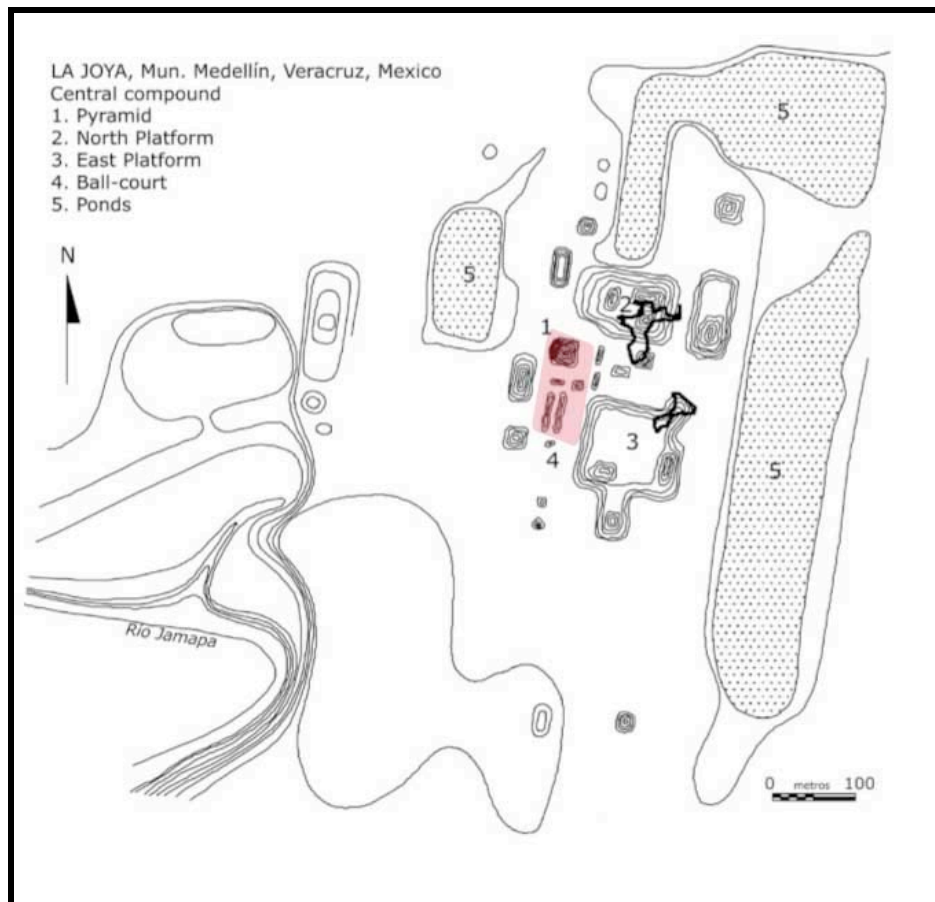 LA JOYA, Mun. Medellín, Veracruz, Mexico
Central compound
1. Pyramid
2. North Platform
3. East Platform
4. Ball-court
5. Ponds
N
5
5
2
1
3
4
5
Río Jamapa
0 metros 100